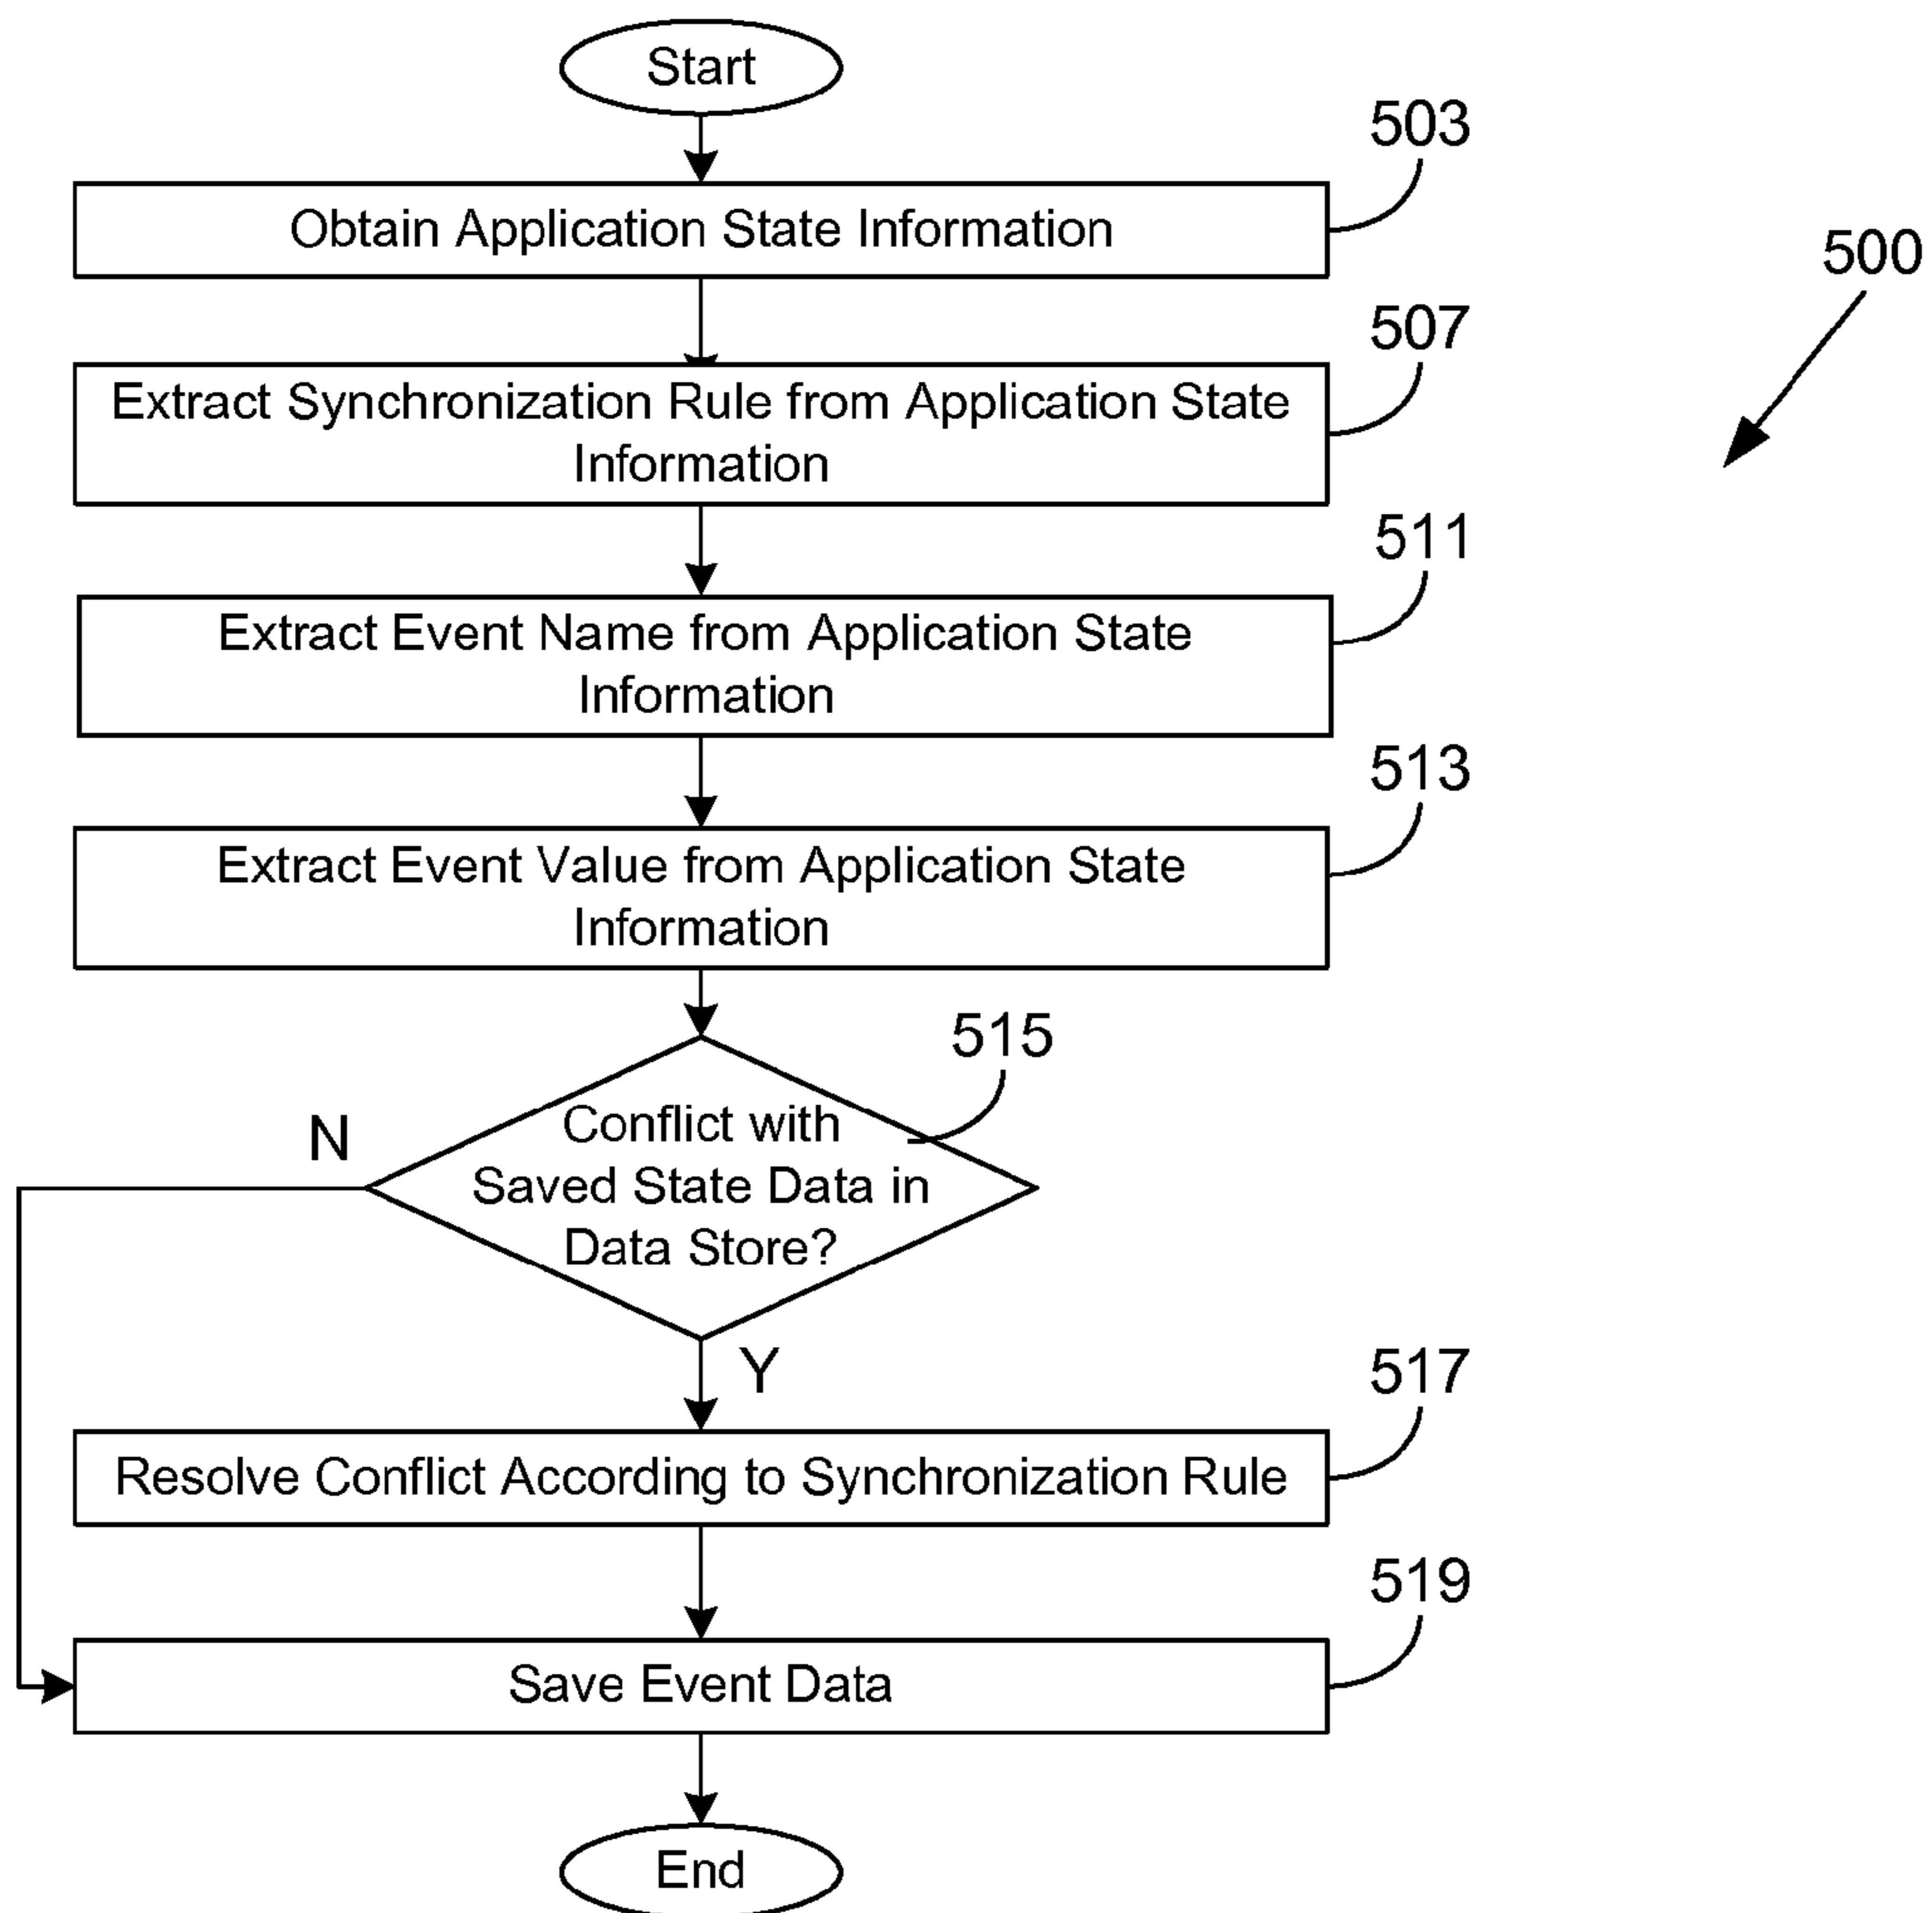 Start
503
Obtain Application State Information
500
507
Extract Synchronization Rule from Application State
Information
511
Extract Event Name from Application State
Information
513
Extract Event Value from Application State
Information
515
N
Conflict with
Saved State Data in
Data Store?
Y
517
Resolve Conflict According to Synchronization Rule
519
Save Event Data
End